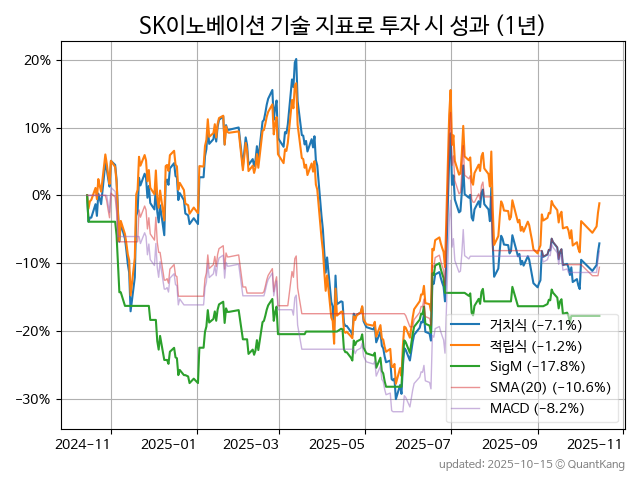 SK이노베이션 기술 지표로 투자 시 성과 (1년)
20%
10%
0%
−10%
−20%
−30%
거치식 (−7.1%)
적립식 (−1.2%)
SigM (−17.8%)
SMA(20) (−10.6%)
MACD (−8.2%)
2024-11 2025-01 2025-03 2025-05 2025-07 2025-09 2025-11
updated: 2025-10-15 © QuantKang